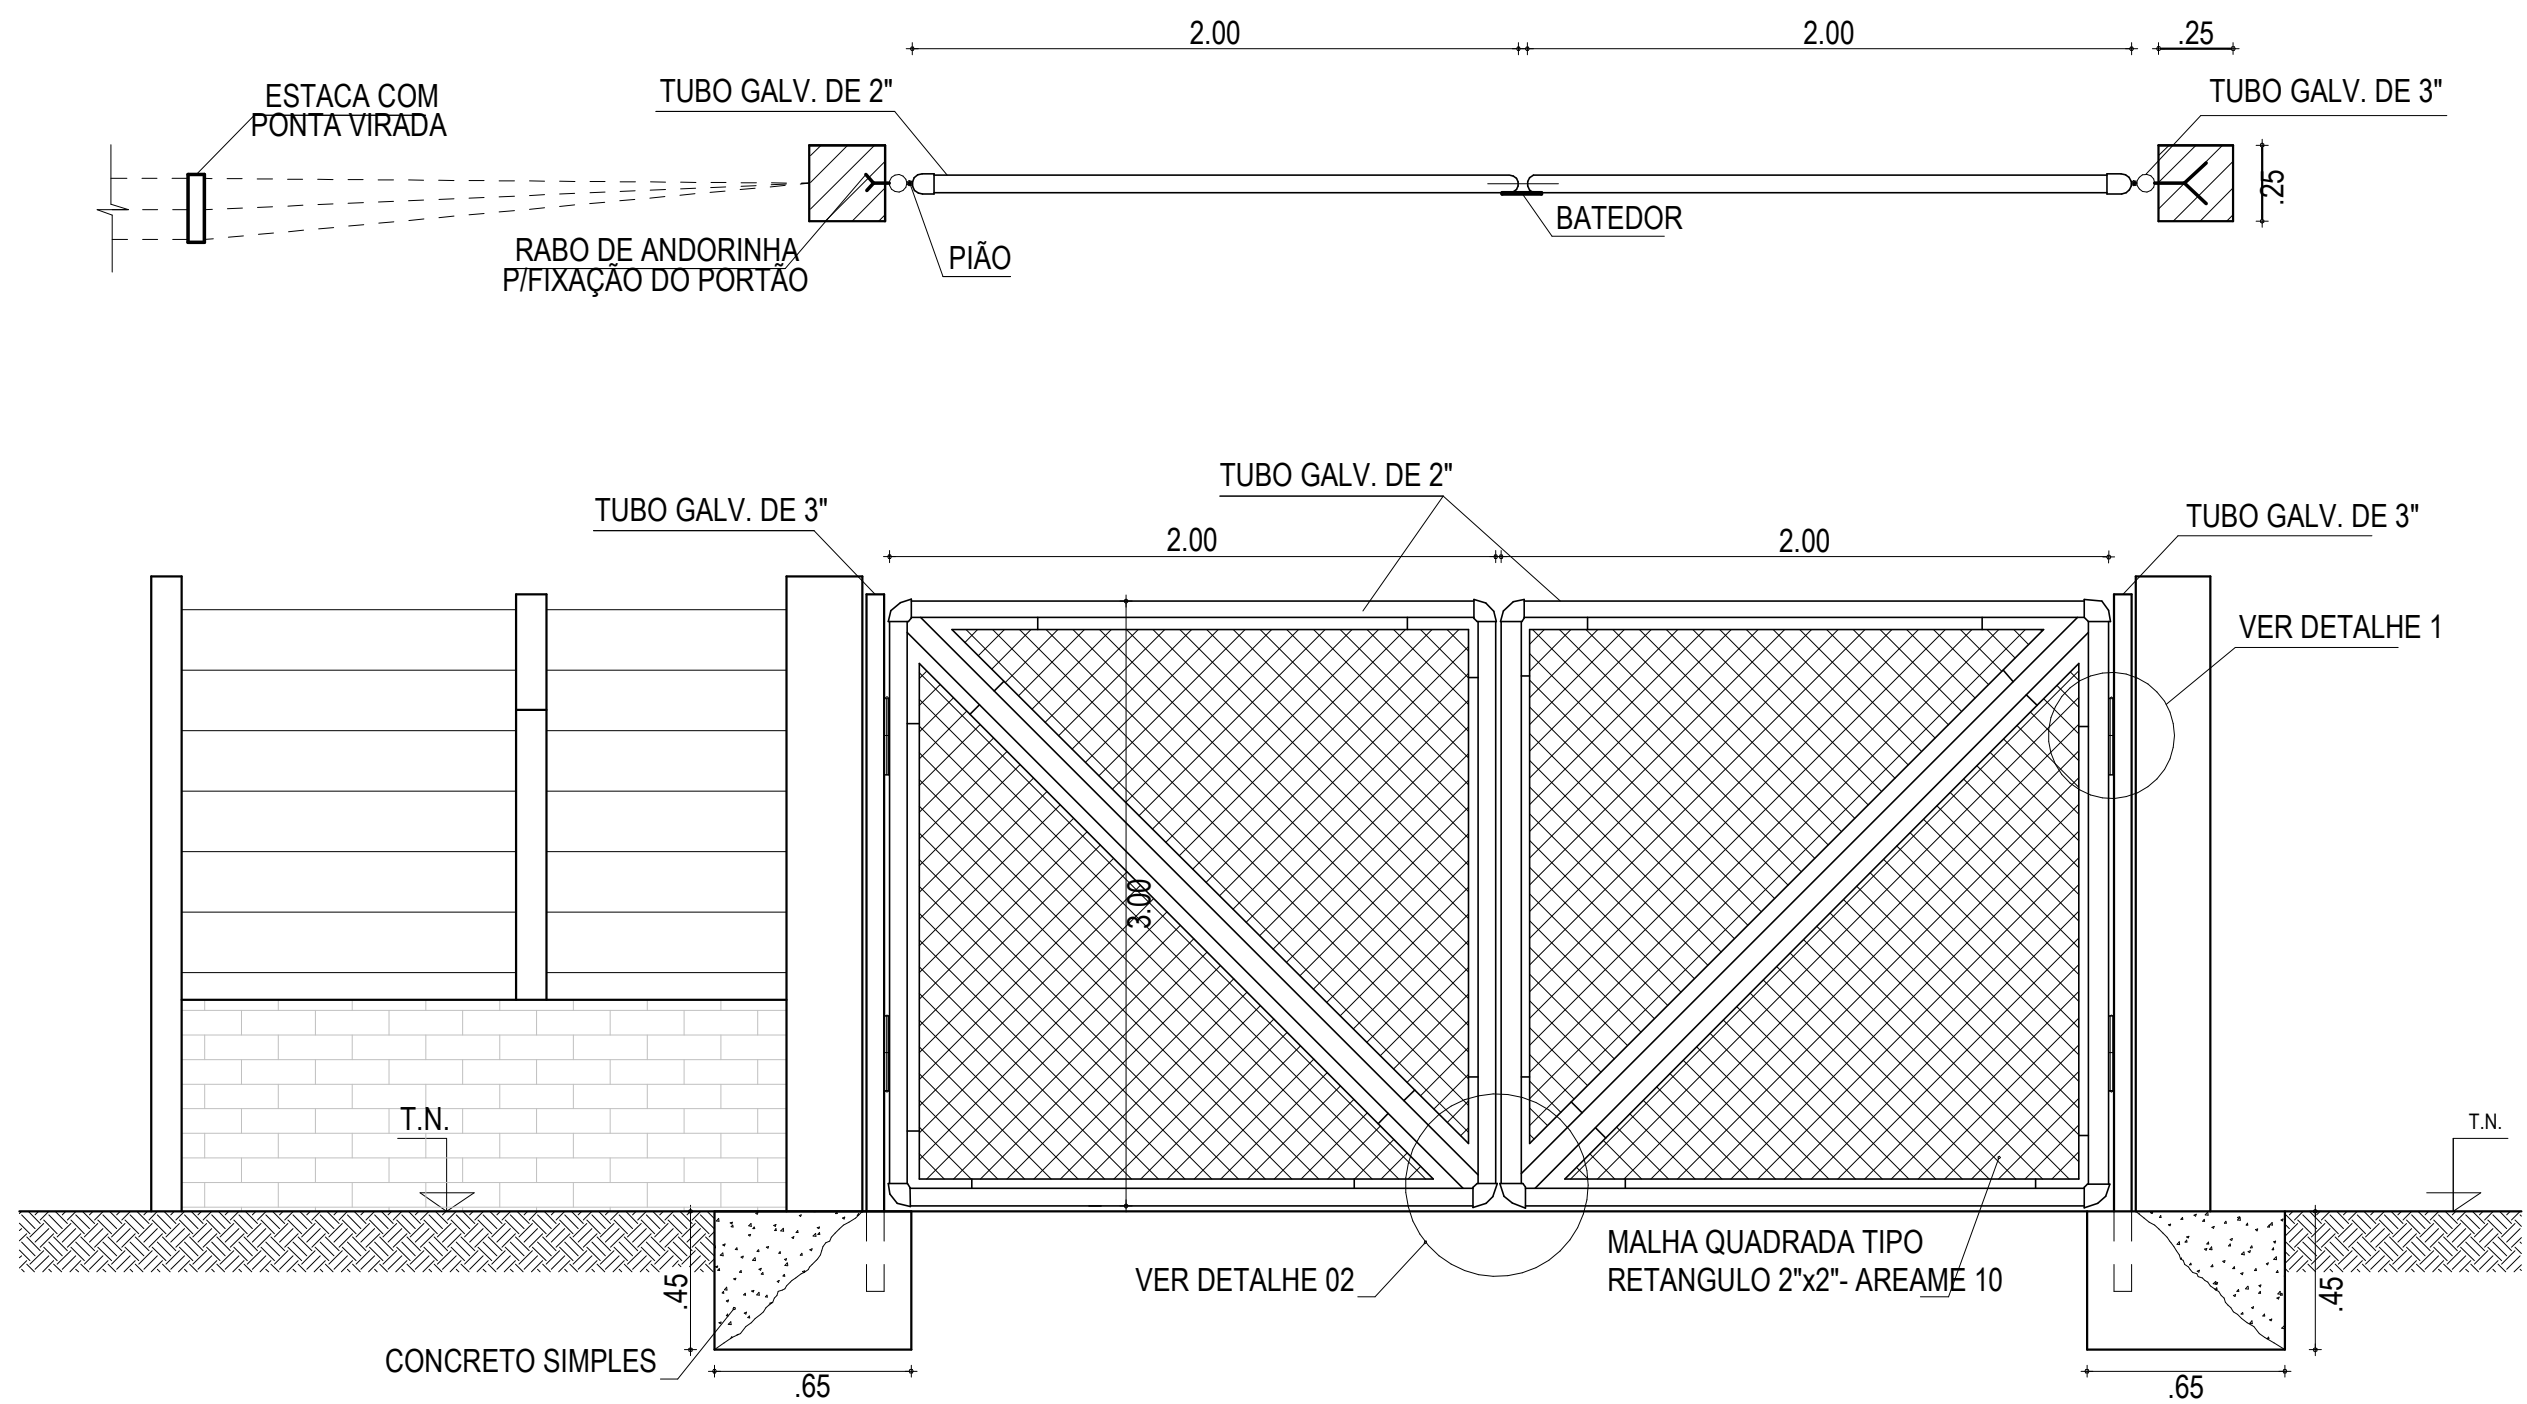 2.00
2.00
.25
ESTACA COM
PONTA VIRADA
TUBO GALV. DE 2"
TUBO GALV. DE 3"
.25
BATEDOR
RABO DE ANDORINHA
P/FIXAÇÃO DO PORTÃO
PIÃO
TUBO GALV. DE 2"
TUBO GALV. DE 3"
TUBO GALV. DE 3"
2.00
2.00
VER DETALHE 1
3.00
T.N.
T.N.
MALHA QUADRADA TIPO
RETANGULO 2"x2"- AREAME 10
VER DETALHE 02
.45
.45
CONCRETO SIMPLES
.65
.65